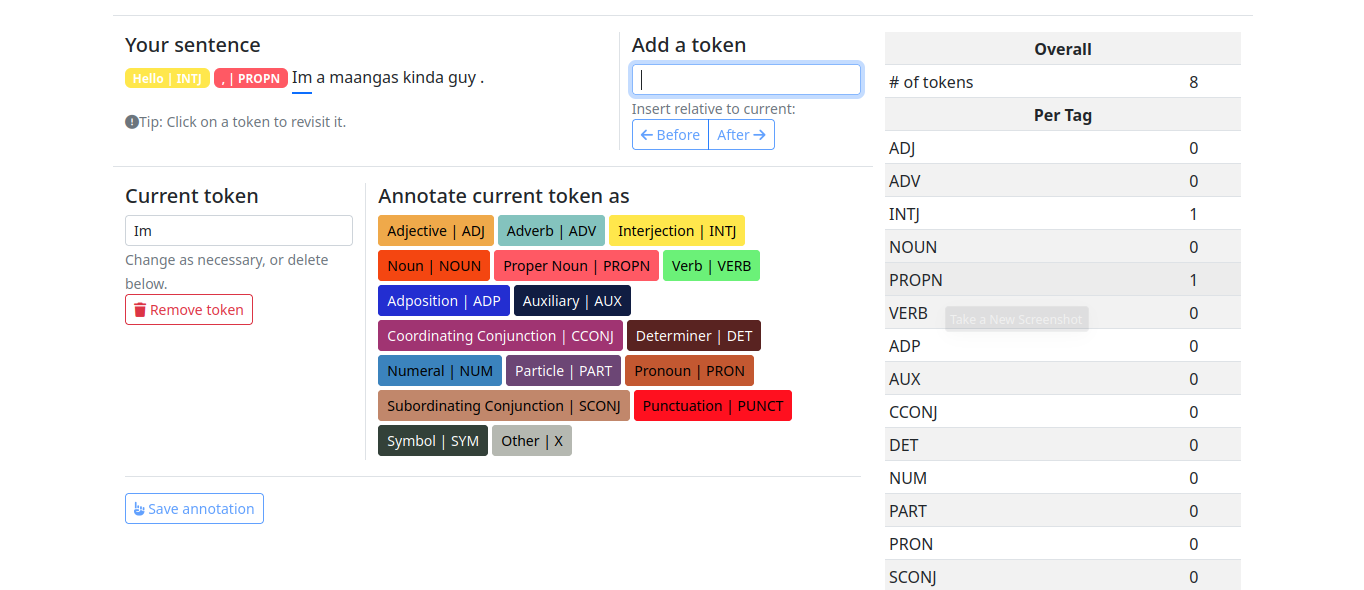 Your sentence
Hello | INTJ , | PROPN Im a maangas kinda guy .
Tip: Click on a token to revisit it.
Add a token
Insert relative to current:
Before After
Current token
Im
Change as necessary, or delete
below.
Remove token
Annotate current token as
Adjective | ADJ Adverb | ADV Interjection | INTJ
Noun | NOUN Proper Noun | PROPN Verb | VERB
Adposition | ADP Auxiliary | AUX
Coordinating Conjunction | CCONJ Determiner | DET
Numeral | NUM Particle | PART Pronoun | PRON
Subordinating Conjunction | SCONJ Punctuation | PUNCT
Symbol | SYM Other | X
Save annotation
Overall
# of tokens 8
Per Tag
ADJ 0
ADV 0
INTJ 1
NOUN 0
PROPN 1
VERB 0
Take a New Screenshot
ADP 0
AUX 0
CCONJ 0
DET 0
NUM 0
PART 0
PRON 0
SCONJ 0